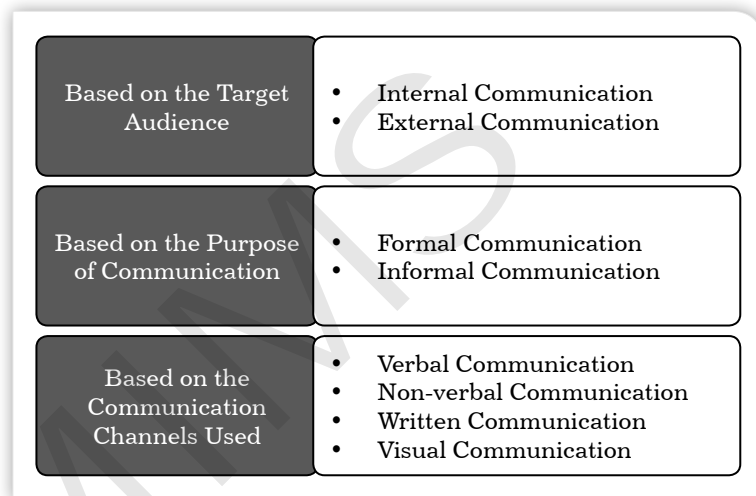 Based on the Target
Audience
• Internal Communication
• External Communication
Based on the Purpose
of Communication
• Formal Communication
• Informal Communication
Based on the
Communication
Channels Used
• Verbal Communication
• Non-verbal Communication
• Written Communication
• Visual Communication